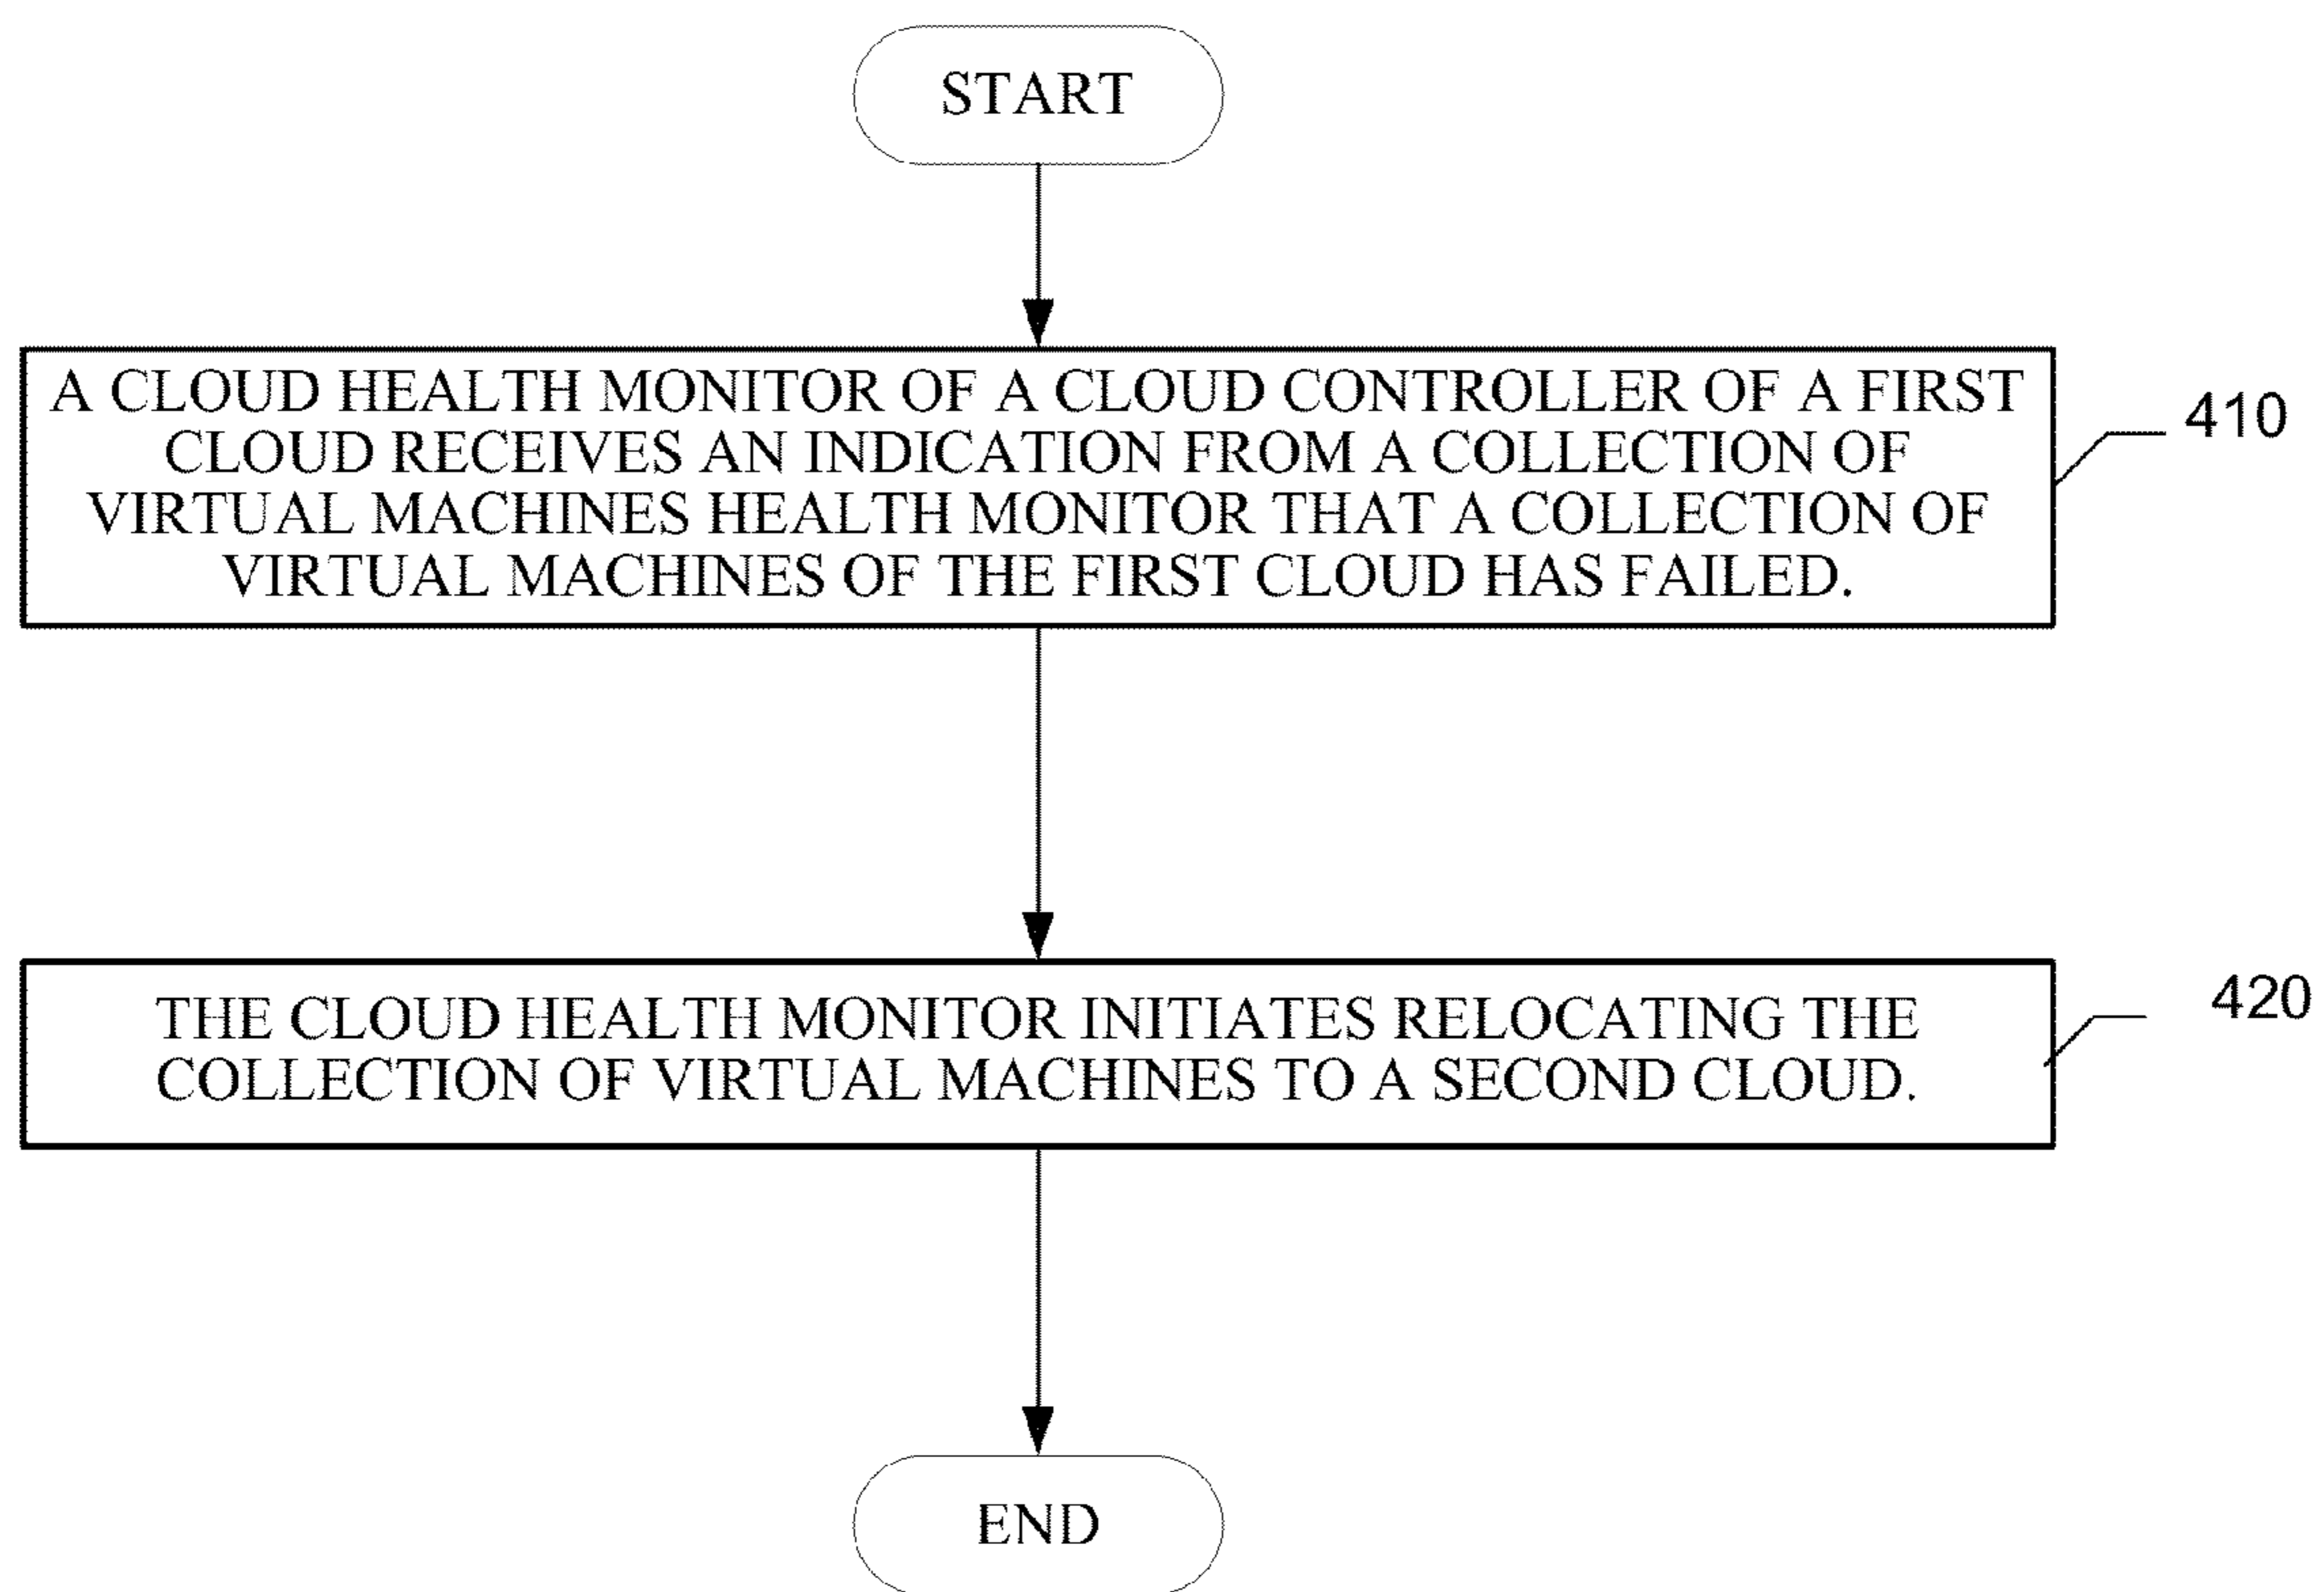 START
A CLOUD HEALTH MONITOR OF A CLOUD CONTROLLER OF A FIRST
CLOUD RECEIVES AN INDICATION FROM A COLLECTION OF
VIRTUAL MACHINES HEALTH MONITOR THAT A COLLECTION OF
VIRTUAL MACHINES OF THE FIRST CLOUD HAS FAILED.
410
THE CLOUD HEALTH MONITOR INITIATES RELOCATING THE
COLLECTION OF VIRTUAL MACHINES TO A SECOND CLOUD.
420
END